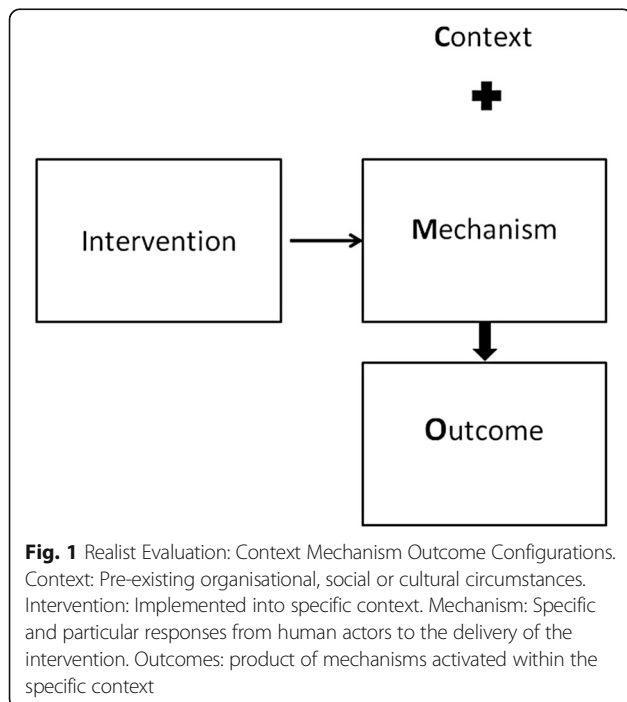 Context
Intervention
Mechanism
Outcome
Fig. 1 Realist Evaluation: Context Mechanism Outcome Configurations.
Context: Pre-existing organisational, social or cultural circumstances.
Intervention: Implemented into specific context. Mechanism: Specific
and particular responses from human actors to the delivery of the
intervention. Outcomes: product of mechanisms activated within the
specific context